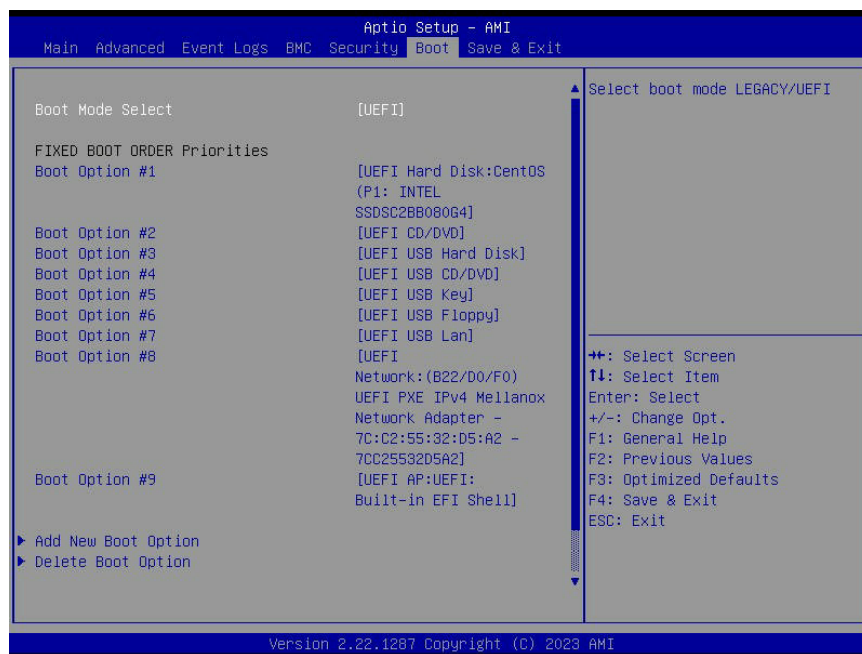 Aptio Setup – AMI
Main Advanced Event Logs BMC Security Boot Save & Exit
Boot Mode Select [UEFI]
FIXED BOOT ORDER Priorities
Boot Option #1 [UEFI Hard Disk:CentOS
(P1: INTEL
SSDSC2BB080G4]
Boot Option #2 [UEFI CD/DVD]
Boot Option #3 [UEFI USB Hard Disk]
Boot Option #4 [UEFI USB CD/DVD]
Boot Option #5 [UEFI USB Key]
Boot Option #6 [UEFI USB Floppy]
Boot Option #7 [UEFI USB Lan]
Boot Option #8 [UEFI
Network:(B22/D0/F0)
UEFI PXE IPv4 Mellanox
Network Adapter –
7C:C2:55:32:D5:A2 –
7CC25532D5A2]
Boot Option #9 [UEFI AP:UEFI:
Built-in EFI Shell]
Add New Boot Option
Delete Boot Option
Select boot mode LEGACY/UEFI
→←: Select Screen
↑↓: Select Item
Enter: Select
+/-: Change Opt.
F1: General Help
F2: Previous Values
F3: Optimized Defaults
F4: Save & Exit
ESC: Exit
Version 2.22.1287 Copyright (C) 2023 AMI